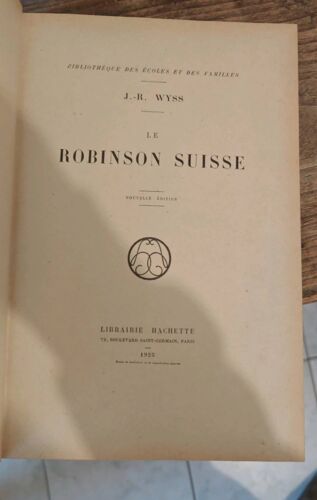 BIBLIOTHÈQUE DES ÉCOLES ET DES FAMILLES
J.-R. WYSS
LE
ROBINSON SUISSE
NOUVELLE ÉDITION
LIBRAIRIE HACHETTE
79, BOULEVARD SAINT-GERMAIN, PARIS